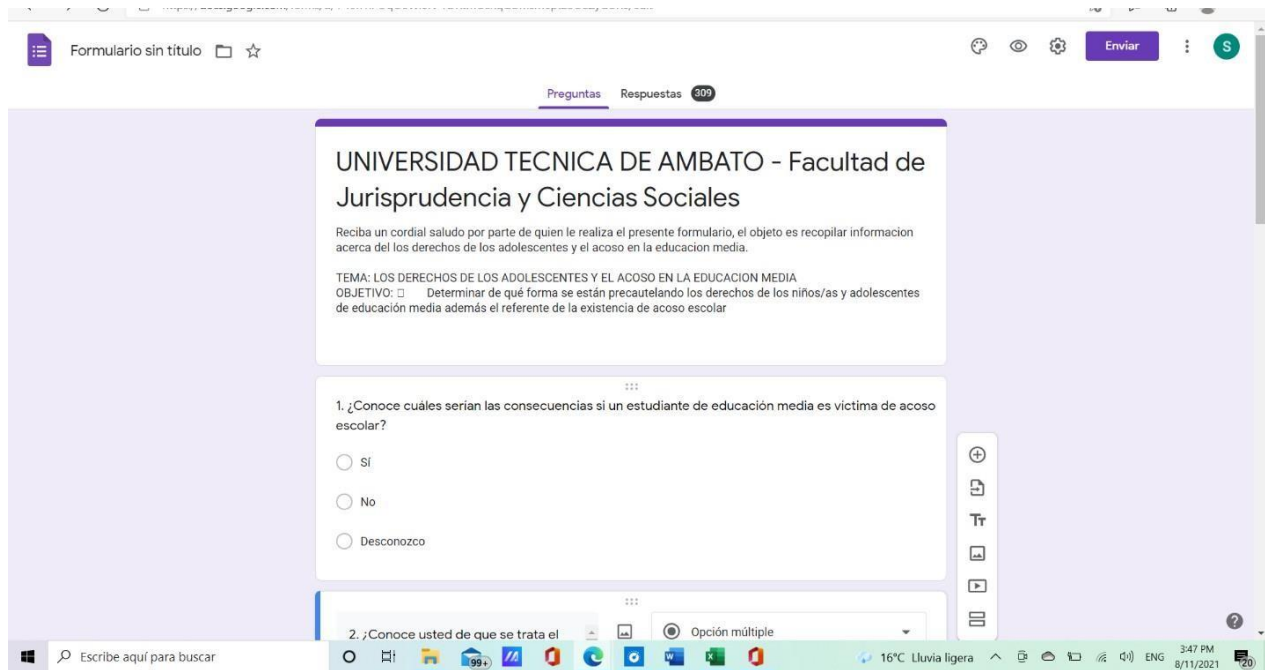 Formulario sin título
Enviar
S
Preguntas Respuestas 309
UNIVERSIDAD TECNICA DE AMBATO - Facultad de
Jurisprudencia y Ciencias Sociales
Reciba un cordial saludo por parte de quien le realiza el presente formulario, el objeto es recopilar informacion
acerca del los derechos de los adolescentes y el acoso en la educacion media.
TEMA: LOS DERECHOS DE LOS ADOLESCENTES Y EL ACOSO EN LA EDUCACION MEDIA
OBJETIVO: Determinar de qué forma se están precautelando los derechos de los niños/as y adolescentes
de educación media además el referente de la existencia de acoso escolar
1. ¿Conoce cuáles serían las consecuencias si un estudiante de educación media es victima de acoso
escolar?
Sí
No
Desconozco
Tт
2. ¿Conoce usted de que se trata el
Opción múltiple
Escribe aquí para buscar
99+
16°C Lluvia ligera
ENG
3:47 PM
8/11/2021
20